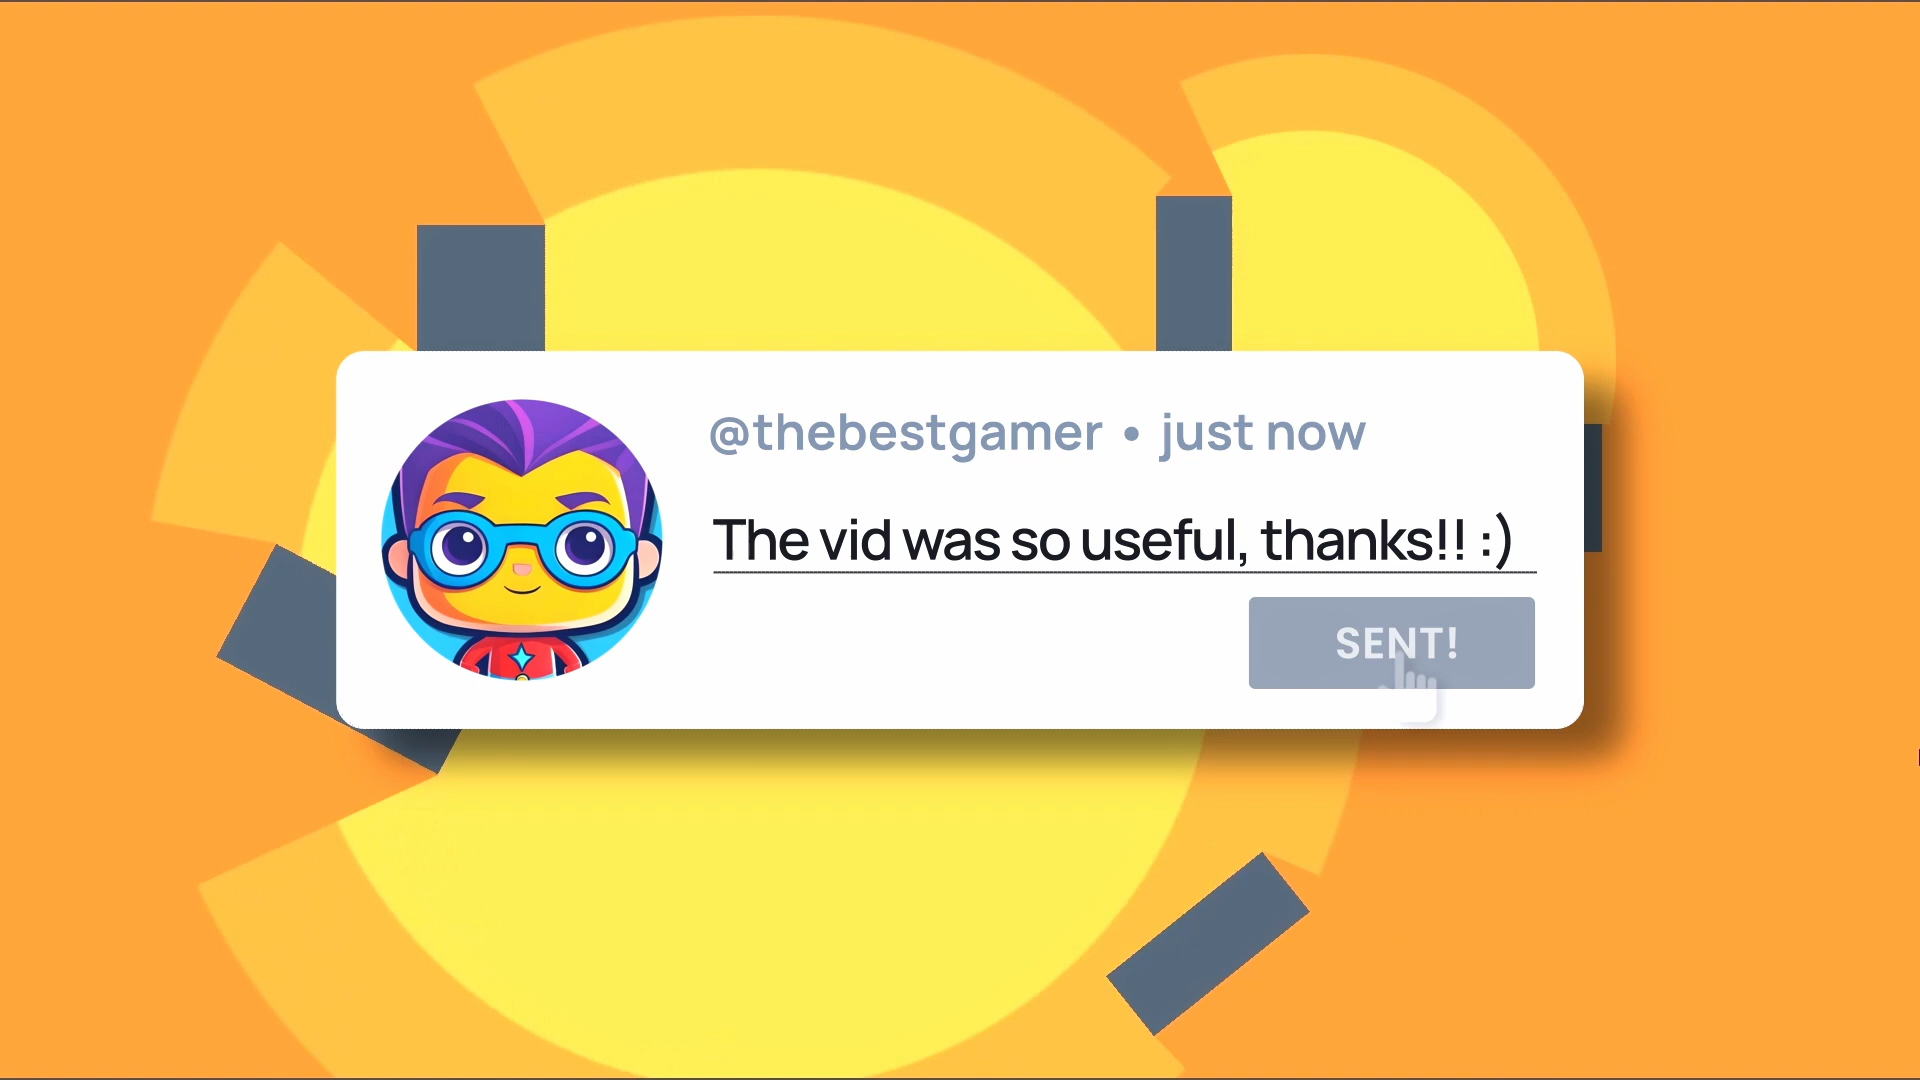 @thebestgamer • just now
The vid was so useful, thanks!! :)
SENT!